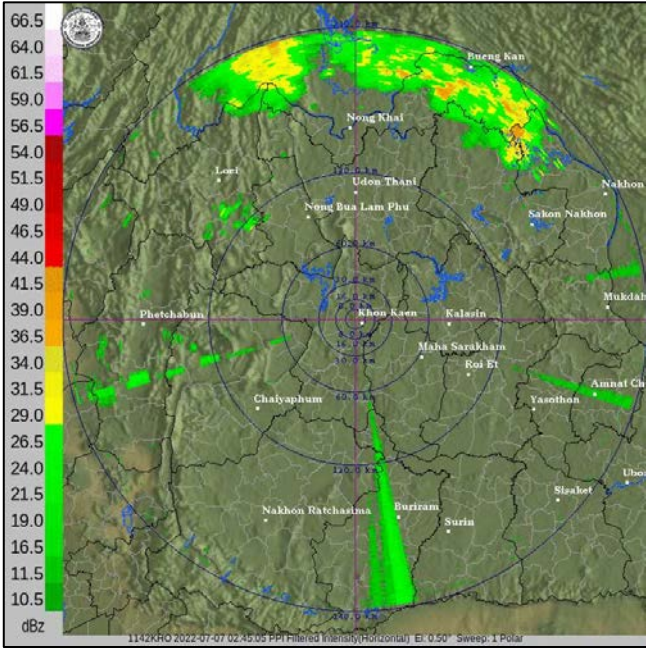 66.5
64.0
61.5
59.0
56.5
54.0
51.5
49.0
46.5
44.0
41.5
39.0
36.5
34.0
31.5
29.0
26.5
24.0
21.5
19.0
16.5
14.0
11.5
10.5
dBz
Bueng Kan
Nong Khai
Loei
Udon Thani
Nakhon
Nong Bua Lam Phu
Sakon Nakhon
Mukdah
Phetchabun
Khon Kaen
Kalasin
Maha Sarakham
Roi Et
Amnat Ch
Chaiyaphum
Yasothon
Nakhon Ratchasima
Buriram
Surin
Sisaket
Ubo
1142KHO 2022-07-07 02:45:05 PPI Filtered Intensity(Horizontal) El: 0.50° Sweep: 1 Polar